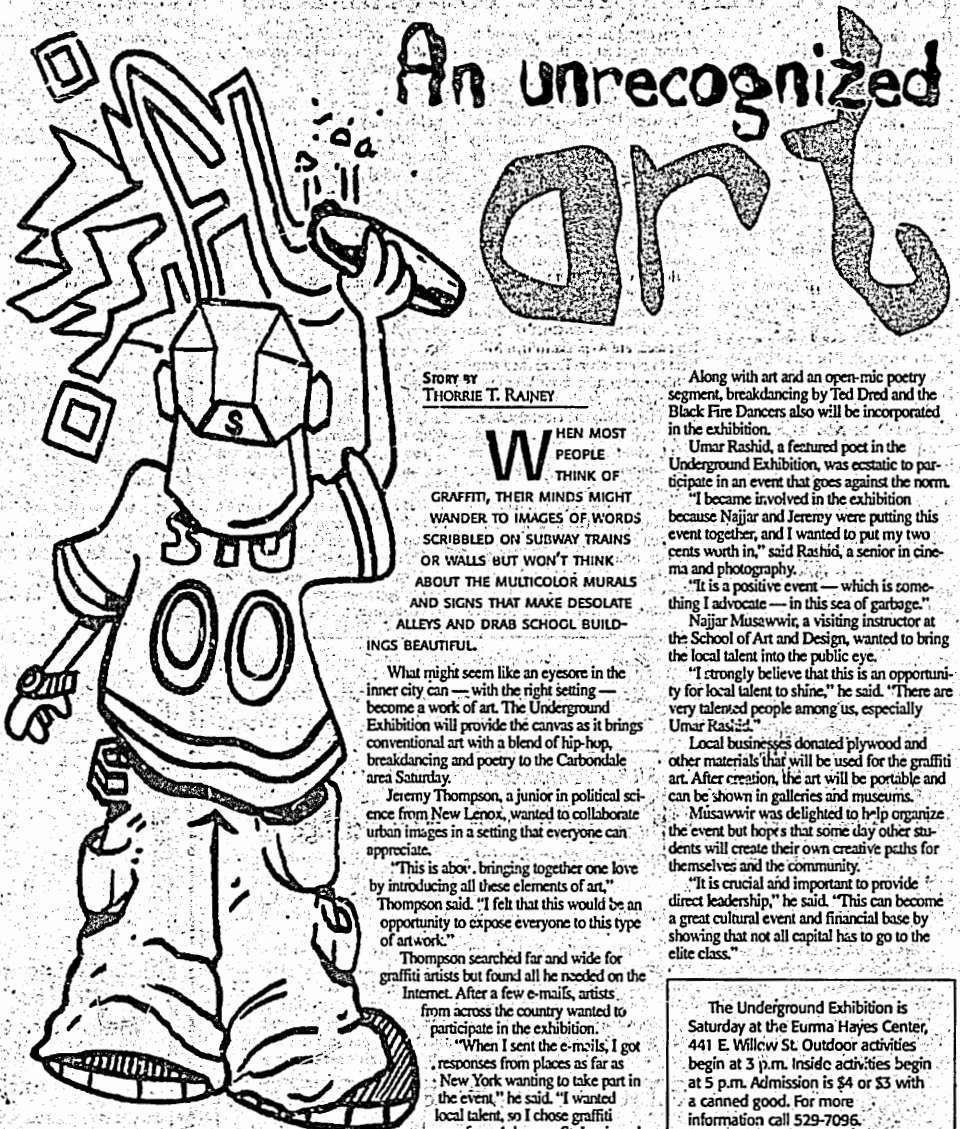 An unrecognized
art
S
SIU
00
STORY BY
THORRIE T. RAINEY
WHEN MOST
PEOPLE
THINK OF
GRAFFITI, THEIR MINDS MIGHT
WANDER TO IMAGES OF WORDS
SCRIBBLED ON SUBWAY TRAINS
OR WALLS BUT WON'T THINK
ABOUT THE MULTICOLOR MURALS
AND SIGNS THAT MAKE DESOLATE
ALLEYS AND DRAB SCHOOL BUILD-
INGS BEAUTIFUL.
What might seem like an eyesore in the
inner city can — with the right setting —
become a work of art. The Underground
Exhibition will provide the canvas as it brings
conventional art with a blend of hip-hop,
breakdancing and poetry to the Carbondale
area Saturday.
Jeremy Thompson, a junior in political sci-
ence from New Lenox, wanted to collaborate
urban images in a setting that everyone can
appreciate.
"This is about bringing together one love
by introducing all these elements of art,"
Thompson said. "I felt that this would be an
opportunity to expose everyone to this type
of artwork."
Thompson searched far and wide for
graffiti artists but found all he needed on the
Internet. After a few e-mails, artists
from across the country wanted to
participate in the exhibition.
"When I sent the e-mails, I got
responses from places as far as
New York wanting to take part in
the event," he said. "I wanted
local talent, so I chose graffiti
Along with art and an open-mic poetry
segment, breakdancing by Ted Dred and the
Black Fire Dancers also will be incorporated
in the exhibition.
Umar Rashid, a featured poet in the
Underground Exhibition, was ecstatic to par-
ticipate in an event that goes against the norm.
"I became involved in the exhibition
because Najjar and Jeremy were putting this
event together, and I wanted to put my two
cents worth in," said Rashid, a senior in cine-
ma and photography.
"It is a positive event — which is some-
thing I advocate — in this sea of garbage."
Najjar Musawwir, a visiting instructor at
the School of Art and Design, wanted to bring
the local talent into the public eye.
"I strongly believe that this is an opportuni-
ty for local talent to shine," he said. "There are
very talented people among us, especially
Umar Rashid."
Local businesses donated plywood and
other materials that will be used for the graffiti
art. After creation, the art will be portable and
can be shown in galleries and museums.
Musawwir was delighted to help organize
the event but hopes that some day other stu-
dents will create their own creative paths for
themselves and the community.
"It is crucial and important to provide
direct leadership," he said. "This can become
a great cultural event and financial base by
showing that not all capital has to go to the
elite class."
The Underground Exhibition is
Saturday at the Eurma Hayes Center,
441 E. Willow St. Outdoor activities
begin at 3 p.m. Inside activities begin
at 5 p.m. Admission is $4 or $3 with
a canned good. For more
information call 529-7096.